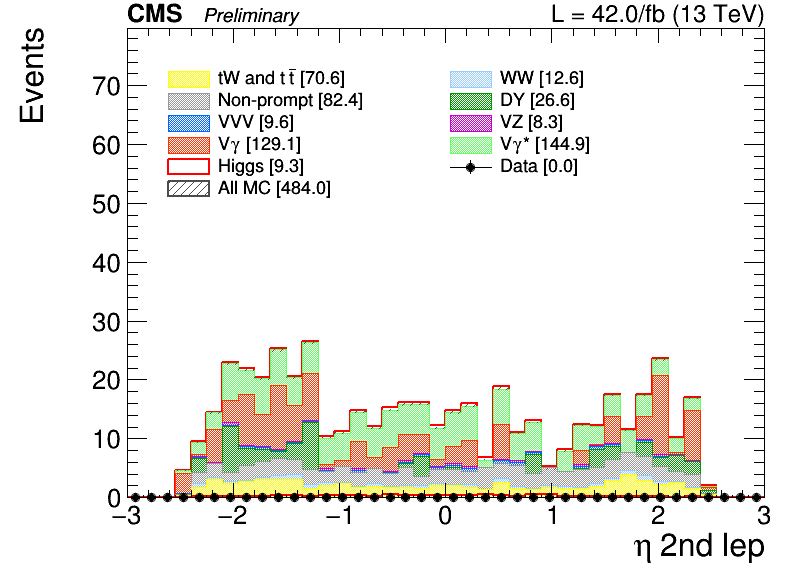 CMS Preliminary L = 42.0/fb (13 TeV)
Events
70
60
50
40
30
20
10
0
tW and t t̄ [70.6] WW [12.6]
Non-prompt [82.4] DY [26.6]
VVV [9.6] VZ [8.3]
Vγ [129.1] Vγ* [144.9]
Higgs [9.3] Data [0.0]
All MC [484.0]
−3 −2 −1 0 1 2 3
η 2nd lep